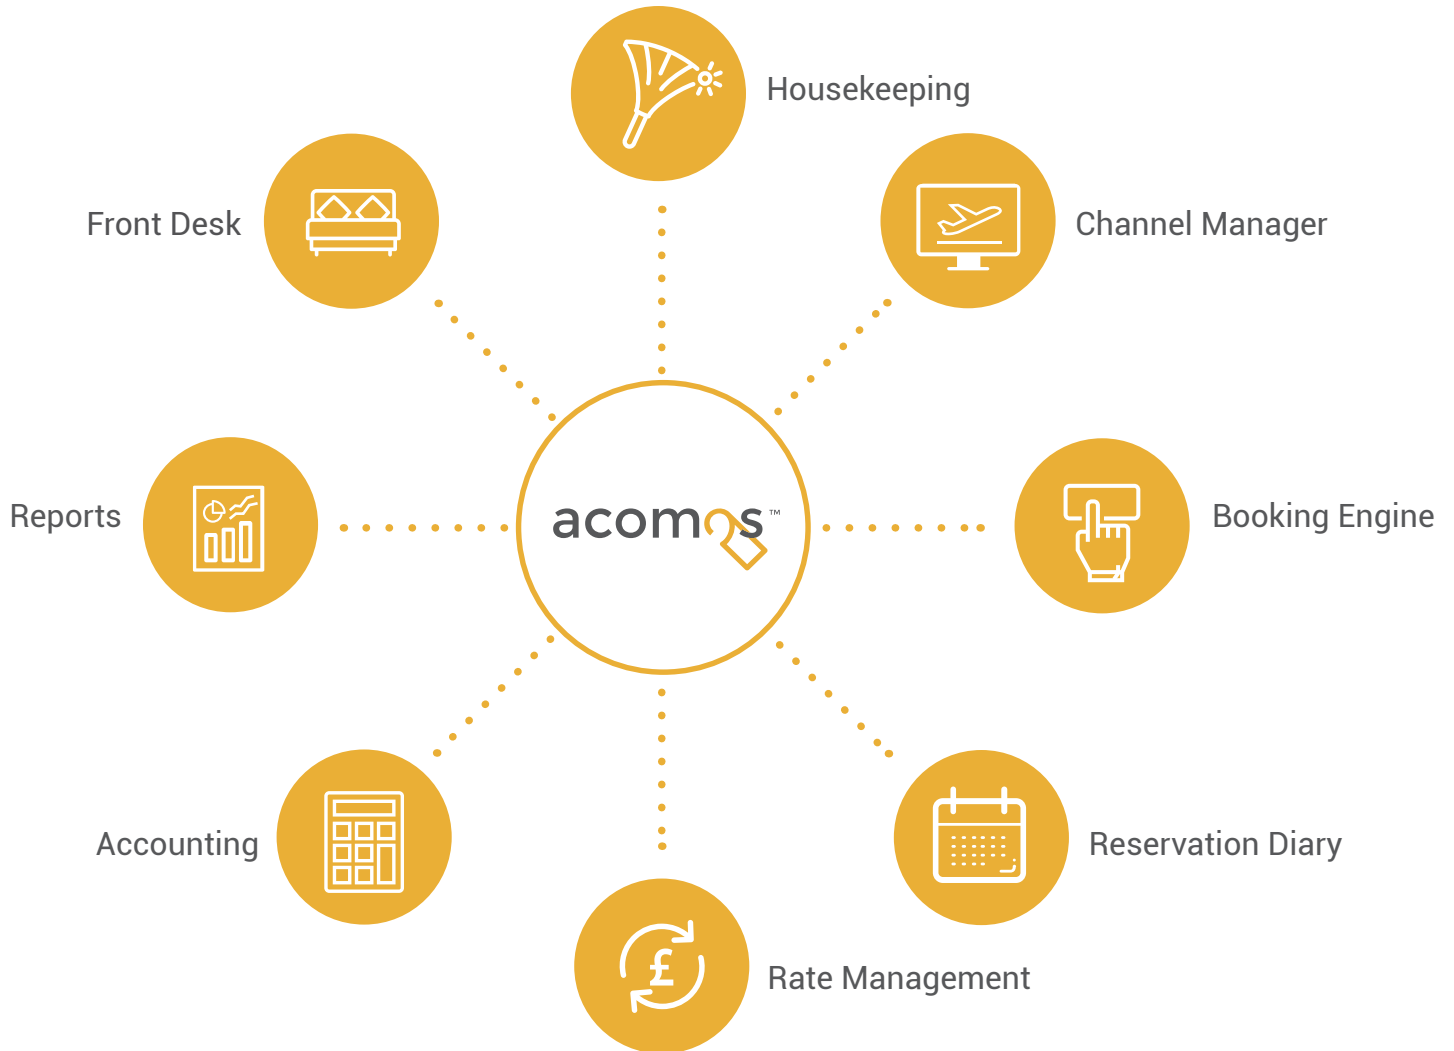 Housekeeping
Front Desk
Channel Manager
acomos™
Reports
Booking Engine
Accounting
Reservation Diary
£
Rate Management